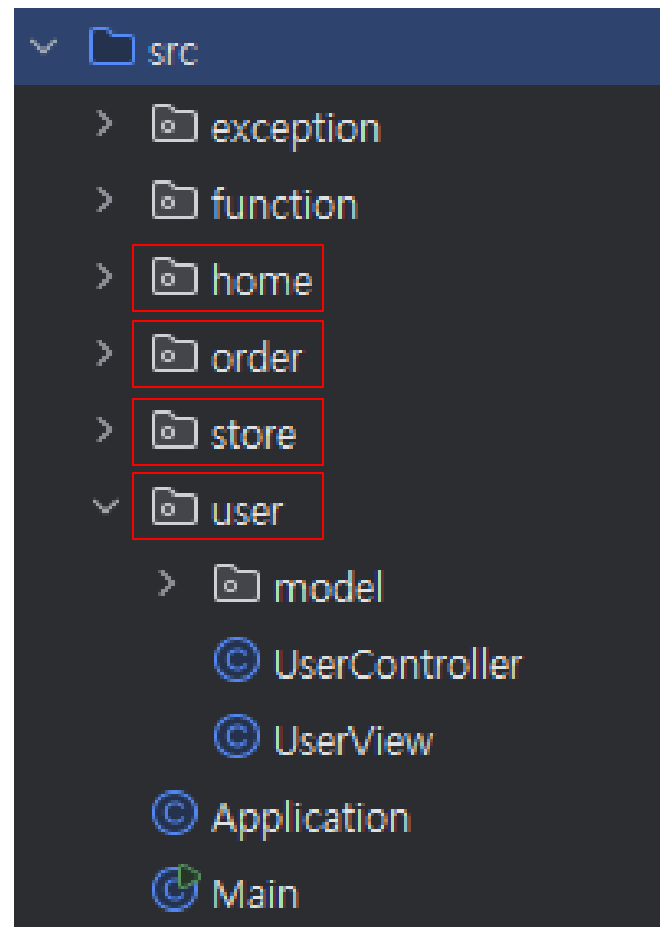 src
exception
function
home
order
store
user
model
UserController
UserView
Application
Main